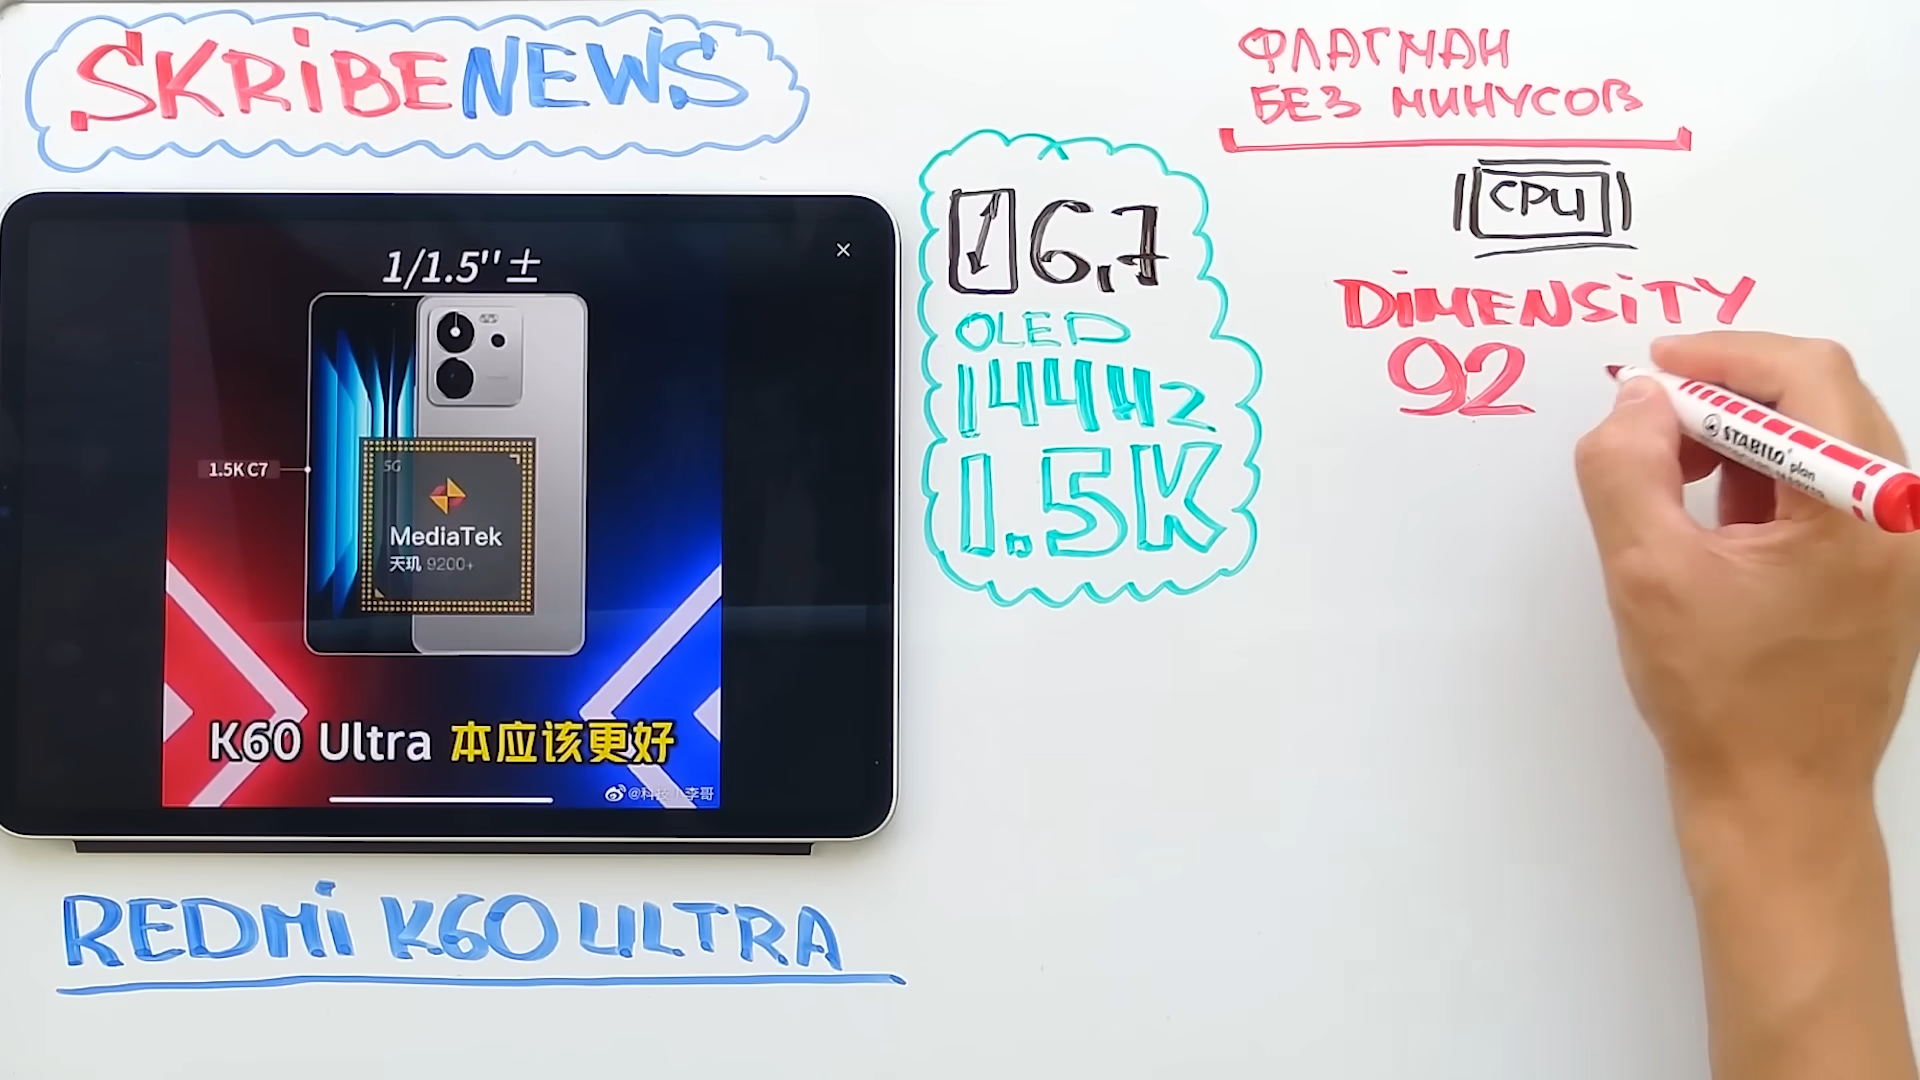 SKRiBENEWS
ФЛАГМАН
БЕЗ МИНУСОВ
CPU
DiMENSiTY
92
6,7
OLED
144Hz
1.5K
1/1.5'' ±
1.5K C7
5G
MediaTek
天玑 9200+
K60 Ultra 本应该更好
REDMi K60 ULTRA
STABILO plan